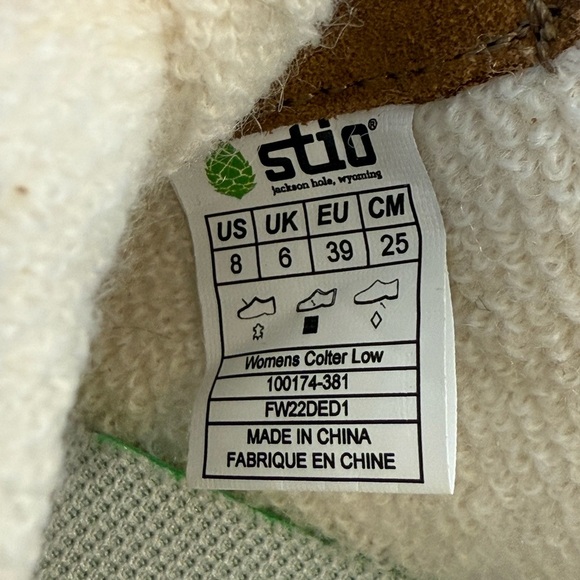 stio®
jackson hole, wyoming
US UK EU CM
8 6 39 25
Womens Colter Low
100174-381
FW22DED1
MADE IN CHINA
FABRIQUE EN CHINE